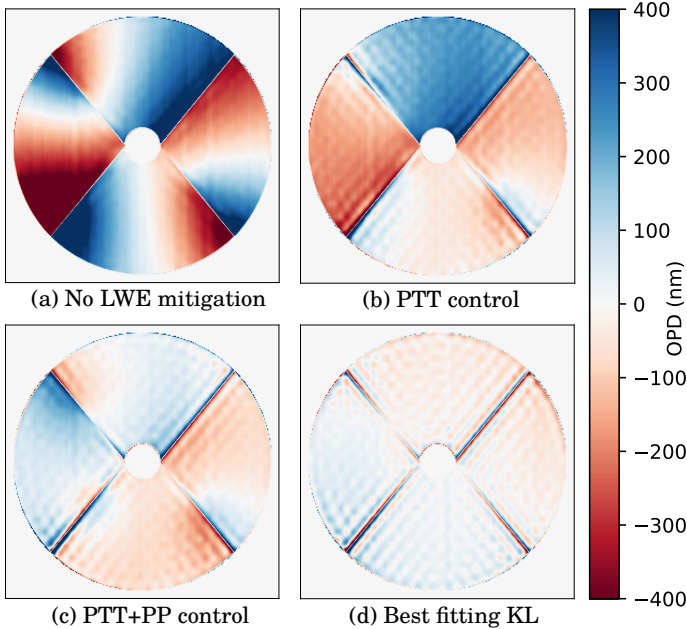 (a) No LWE mitigation
(b) PTT control
(c) PTT+PP control
(d) Best fitting KL
400
300
200
100
0
−100
−200
−300
−400
OPD (nm)